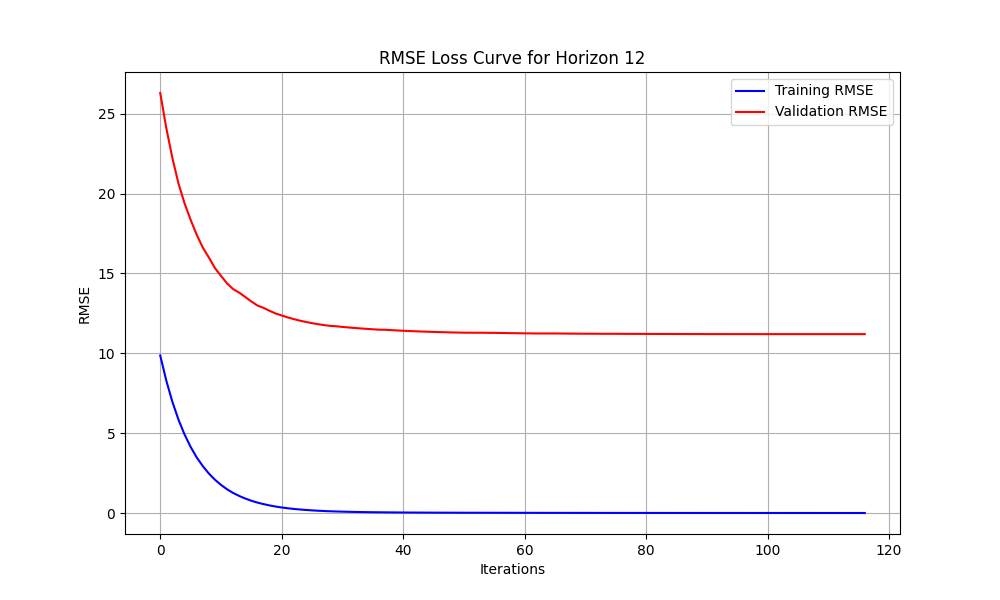 RMSE Loss Curve for Horizon 12
Training RMSE
Validation RMSE
25
20
15
10
5
0
RMSE
0 20 40 60 80 100 120
Iterations